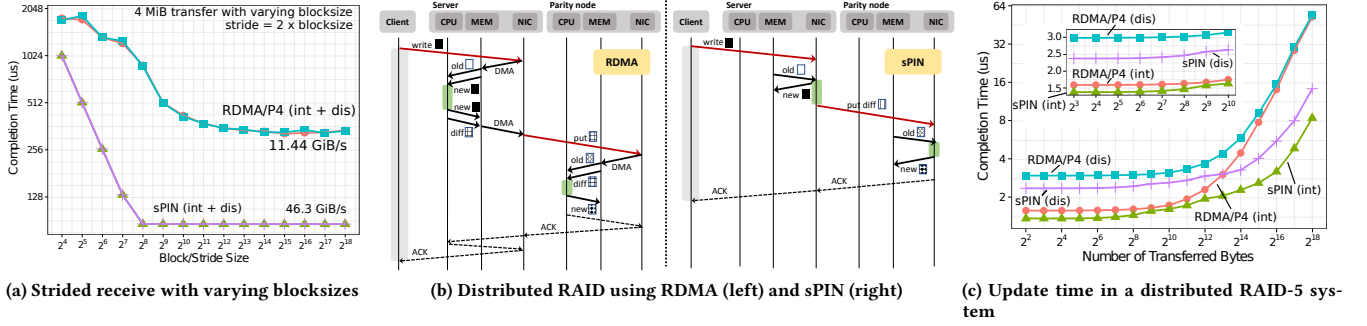 2048
1024
512
256
128
Completion Time (us)
4 MiB transfer with varying blocksize
stride = 2 x blocksize
RDMA/P4 (int + dis)
11.44 GiB/s
sPIN (int + dis)
46.3 GiB/s
2^4 2^5 2^6 2^7 2^8 2^9 2^10 2^11 2^12 2^13 2^14 2^15 2^16 2^17 2^18
Block/Stride Size
(a) Strided receive with varying blocksizes
Server Parity node
Client CPU MEM NIC CPU MEM NIC
write
RDMA
old
DMA
new
new
diff
put
old
DMA
diff
new
ACK
ACK
Server Parity node
Client CPU MEM NIC CPU MEM NIC
write
sPIN
old
new
put diff
old
new
ACK
ACK
(b) Distributed RAID using RDMA (left) and sPIN (right)
64
32
16
8
4
2
Completion Time (us)
RDMA/P4 (dis)
3.0
2.5
2.0
1.5
sPIN (dis)
RDMA/P4 (int)
sPIN (int)
2^3 2^4 2^5 2^6 2^7 2^8 2^9 2^10
RDMA/P4 (dis)
sPIN (dis)
sPIN (int)
RDMA/P4 (int)
2^2 2^4 2^6 2^8 2^10 2^12 2^14 2^16 2^18
Number of Transferred Bytes
(c) Update time in a distributed RAID-5 sys-
tem